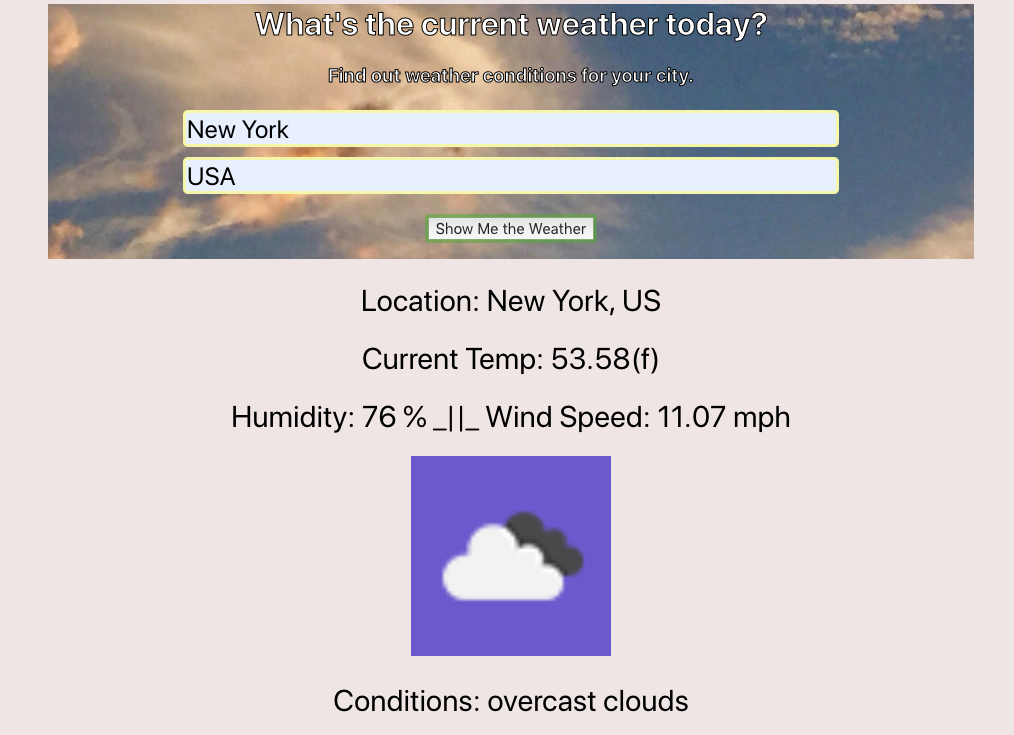 What's the current weather today?
Find out weather conditions for your city.
New York
USA
Show Me the Weather
Location: New York, US
Current Temp: 53.58(f)
Humidity: 76 % _||_ Wind Speed: 11.07 mph
Conditions: overcast clouds